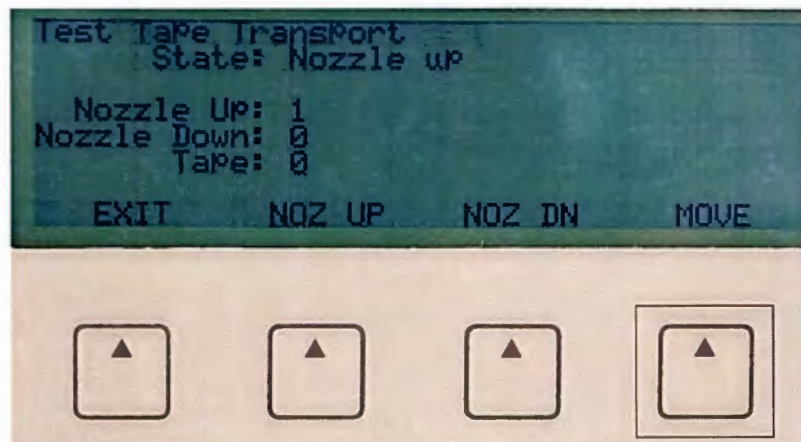 Test Tape Transport
State: Nozzle up
Nozzle Up: 1
Nozzle Down: 0
Tape: 0
EXIT NOZ UP NOZ DN MOVE